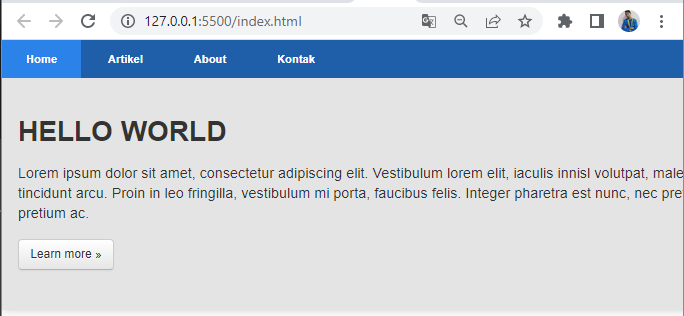 127.0.0.1:5500/index.html
Home Artikel About Kontak
HELLO WORLD
Lorem ipsum dolor sit amet, consectetur adipiscing elit. Vestibulum lorem elit, iaculis innisl volutpat, male
tincidunt arcu. Proin in leo fringilla, vestibulum mi porta, faucibus felis. Integer pharetra est nunc, nec pre
pretium ac.
Learn more »